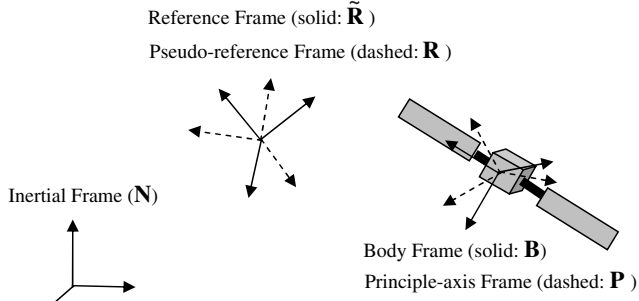 Reference Frame (solid: R̃ )
Pseudo-reference Frame (dashed: R )
Inertial Frame (N)
Body Frame (solid: B)
Principle-axis Frame (dashed: P )